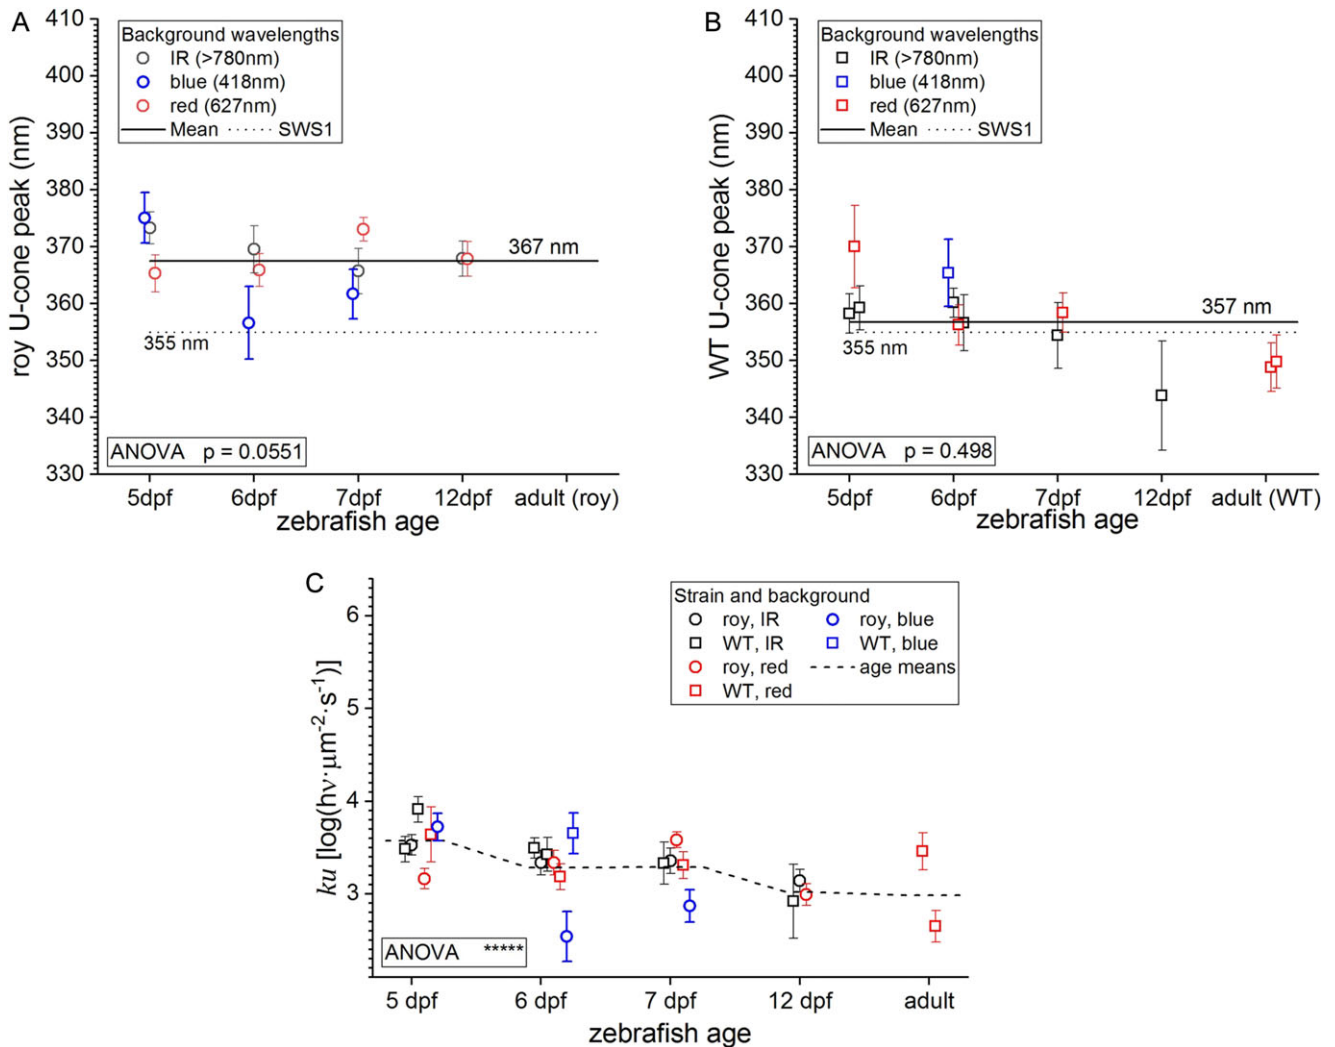 A
roy U-cone peak (nm)
410
400
390
380
370
360
350
340
330
Background wavelengths
IR (>780nm)
blue (418nm)
red (627nm)
Mean SWS1
367 nm
355 nm
ANOVA p = 0.0551
5dpf 6dpf 7dpf 12dpf adult (roy)
zebrafish age
B
WT U-cone peak (nm)
410
400
390
380
370
360
350
340
330
Background wavelengths
IR (>780nm)
blue (418nm)
red (627nm)
Mean SWS1
357 nm
355 nm
ANOVA p = 0.498
5dpf 6dpf 7dpf 12dpf adult (WT)
zebrafish age
C
ku [log(hν·μm⁻²·s⁻¹)]
6
5
4
3
Strain and background
roy, IR roy, blue
WT, IR WT, blue
roy, red age means
WT, red
ANOVA *****
5 dpf 6 dpf 7 dpf 12 dpf adult
zebrafish age